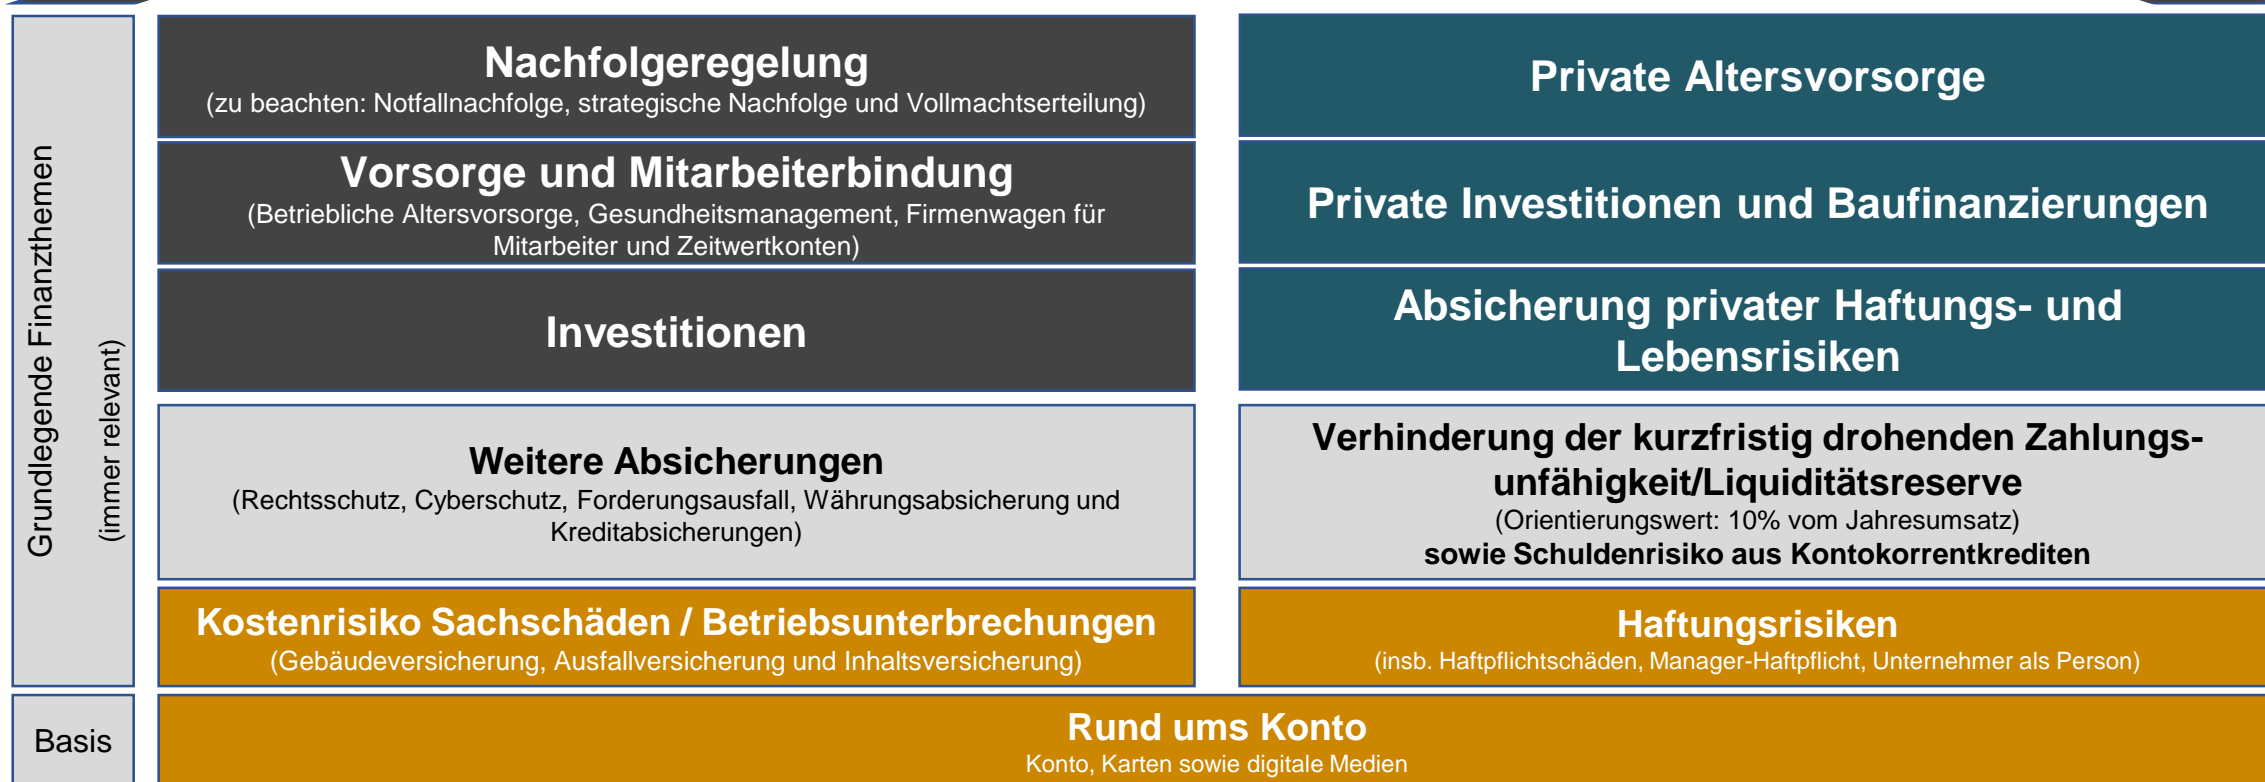 Grundlegende Finanzthemen
(immer relevant)
Nachfolgeregelung
(zu beachten: Notfallnachfolge, strategische Nachfolge und Vollmachtserteilung)
Private Altersvorsorge
Vorsorge und Mitarbeiterbindung
(Betriebliche Altersvorsorge, Gesundheitsmanagement, Firmenwagen für
Mitarbeiter und Zeitwertkonten)
Private Investitionen und Baufinanzierungen
Investitionen
Absicherung privater Haftungs- und
Lebensrisiken
Weitere Absicherungen
(Rechtsschutz, Cyberschutz, Forderungsausfall, Währungsabsicherung und
Kreditabsicherungen)
Verhinderung der kurzfristig drohenden Zahlungs-
unfähigkeit/Liquiditätsreserve
(Orientierungswert: 10% vom Jahresumsatz)
sowie Schuldenrisiko aus Kontokorrentkrediten
Kostenrisiko Sachschäden / Betriebsunterbrechungen
(Gebäudeversicherung, Ausfallversicherung und Inhaltsversicherung)
Haftungsrisiken
(insb. Haftpflichtschäden, Manager-Haftpflicht, Unternehmer als Person)
Basis
Rund ums Konto
Konto, Karten sowie digitale Medien